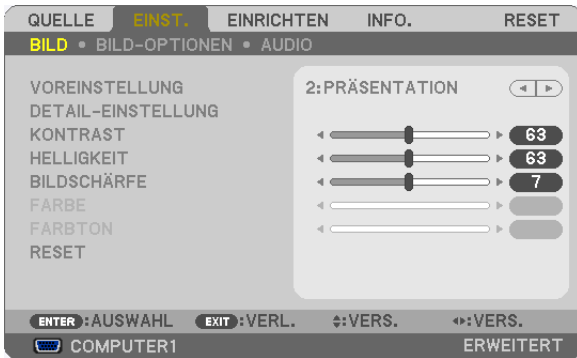 QUELLE EINST. EINRICHTEN INFO. RESET
BILD • BILD-OPTIONEN • AUDIO
VOREINSTELLUNG 2:PRÄSENTATION
DETAIL-EINSTELLUNG
KONTRAST 63
HELLIGKEIT 63
BILDSCHÄRFE 7
FARBE
FARBTON
RESET
ENTER :AUSWAHL EXIT :VERL. :VERS. :VERS.
COMPUTER1 ERWEITERT